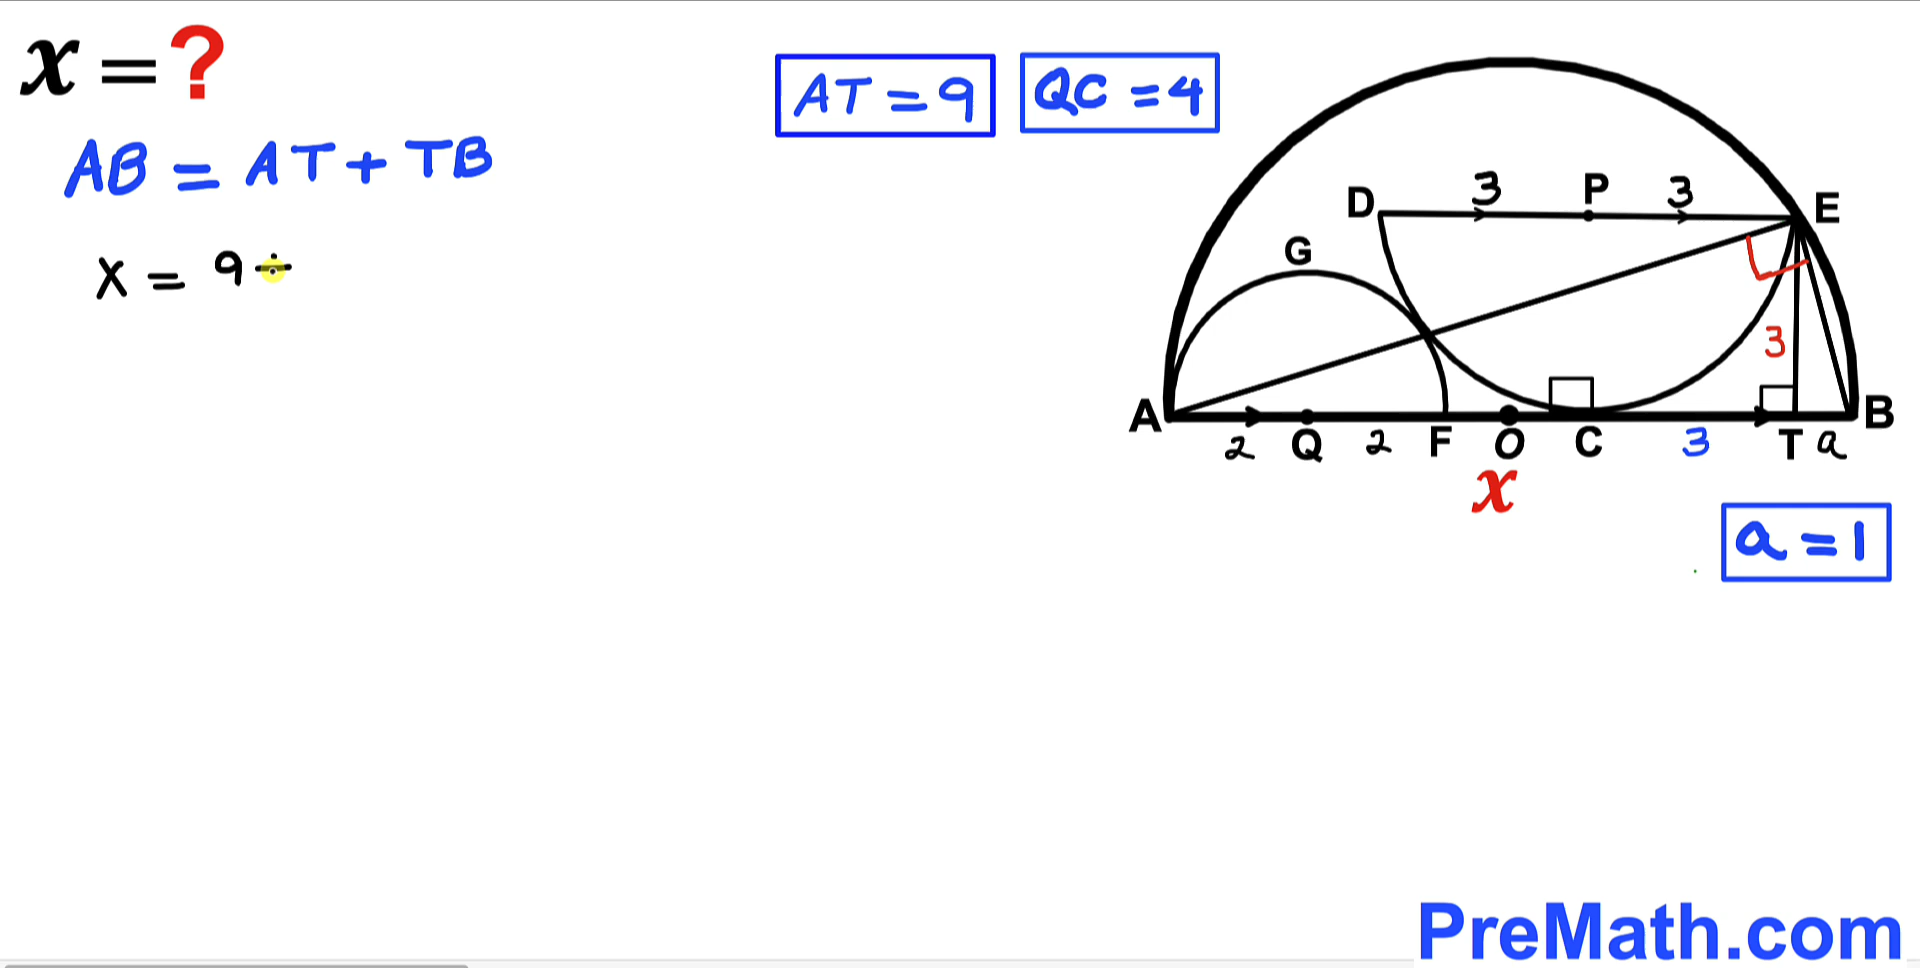 x = ?
AT = 9
QC = 4
AB = AT + TB
x = 9 +
D 3 P 3 E
G
3
A B
2 Q 2 F O C 3 T a
x
a = 1
PreMath.com